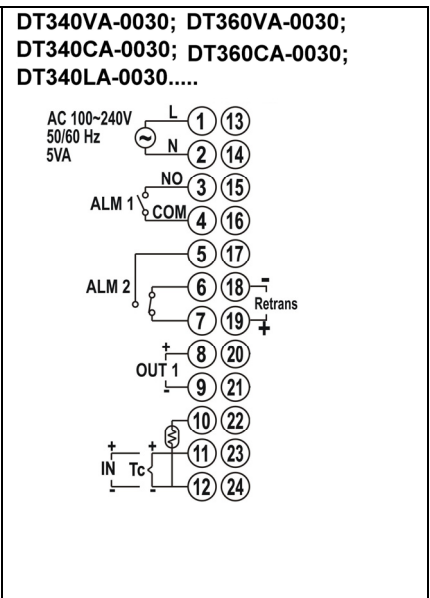 DT340VA-0030; DT360VA-0030;
DT340CA-0030; DT360CA-0030;
DT340LA-0030.....
AC 100~240V
50/60 Hz
5VA
~
L
1 13
N
2 14
NO
3 15
ALM 1
COM
4 16
5 17
ALM 2
6 18 -
Retrans
7 19 +
+
8 20
OUT 1
-
9 21
10 22
+ +
11 23
IN Tc
- -
12 24